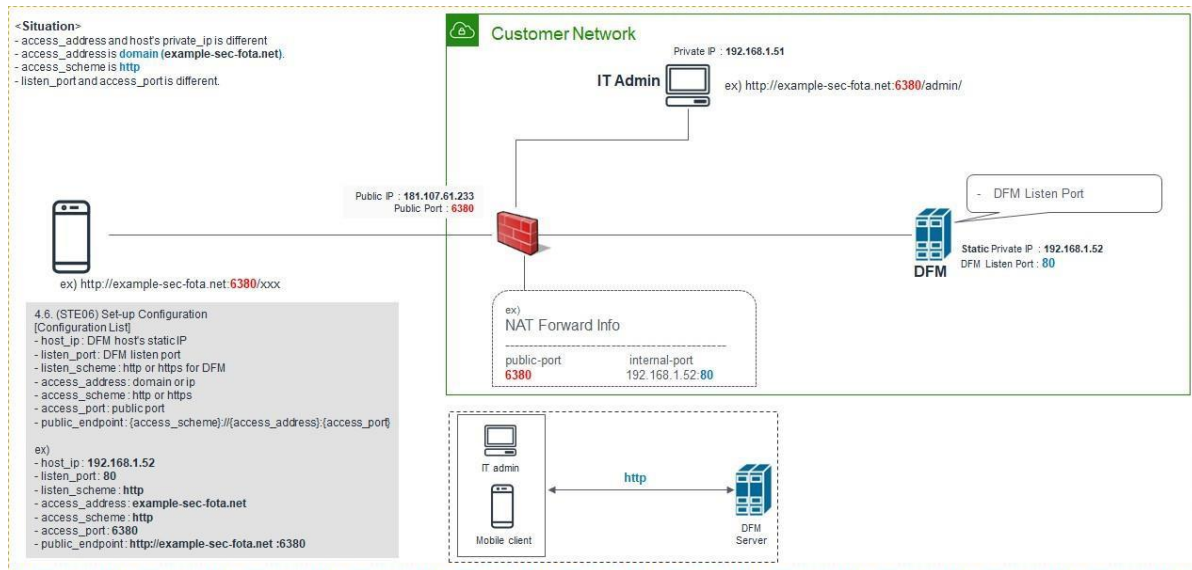 <Situation>
- access_address and host's private_ip is different
- access_address is domain (example-sec-fota.net).
- access_scheme is http
- listen_port and access_port is different.
Customer Network
Private IP : 192.168.1.51
IT Admin
ex) http://example-sec-fota.net:6380/admin/
Public IP : 181.107.61.233
Public Port : 6380
- DFM Listen Port
Static Private IP : 192.168.1.52
DFM Listen Port : 80
DFM
ex) http://example-sec-fota.net:6380/xxx
ex)
NAT Forward Info
public-port internal-port
6380 192.168.1.52:80
4.6. (STE06) Set-up Configuration
[Configuration List]
- host_ip : DFM host's static IP
- listen_port : DFM listen port
- listen_scheme : http or https for DFM
- access_address : domain or ip
- access_scheme : http or https
- access_port : public port
- public_endpoint : {access_scheme}://{access_address}:{access_port}
ex)
- host_ip : 192.168.1.52
- listen_port : 80
- listen_scheme : http
- access_address : example-sec-fota.net
- access_scheme : http
- access_port : 6380
- public_endpoint : http://example-sec-fota.net :6380
IT admin
http
Mobile client
DFM
Server